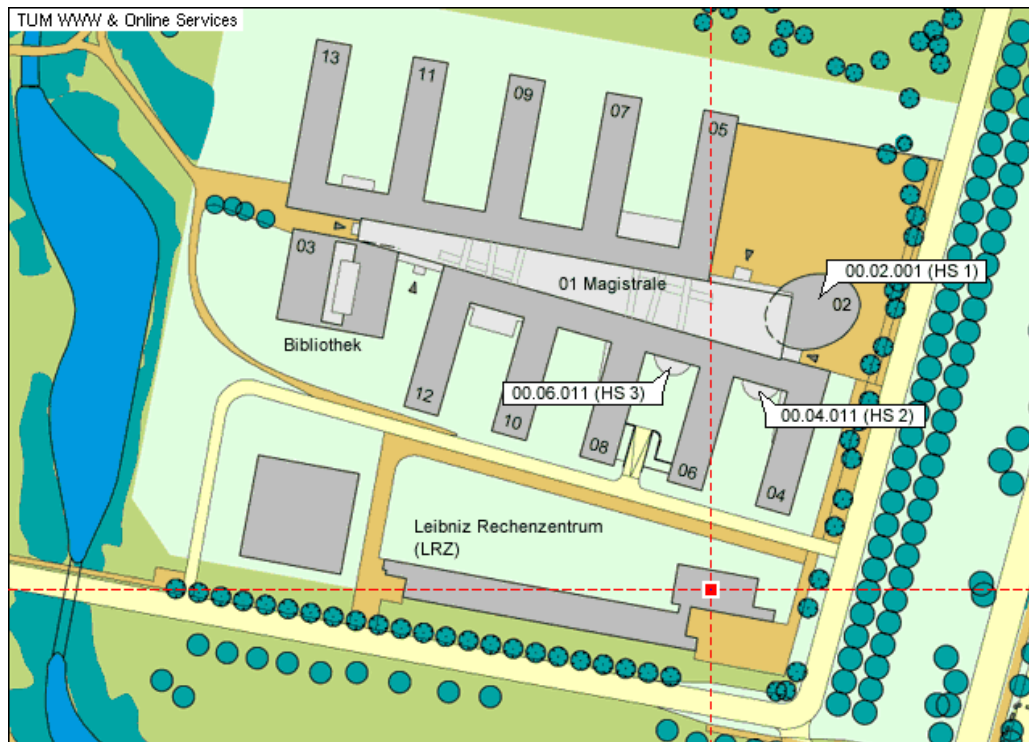 TUM WWW & Online Services
13
11
09
07
05
03
01 Magistrale
00.02.001 (HS 1)
02
Bibliothek
12
10
08
06
04
00.06.011 (HS 3)
00.04.011 (HS 2)
Leibniz Rechenzentrum
(LRZ)